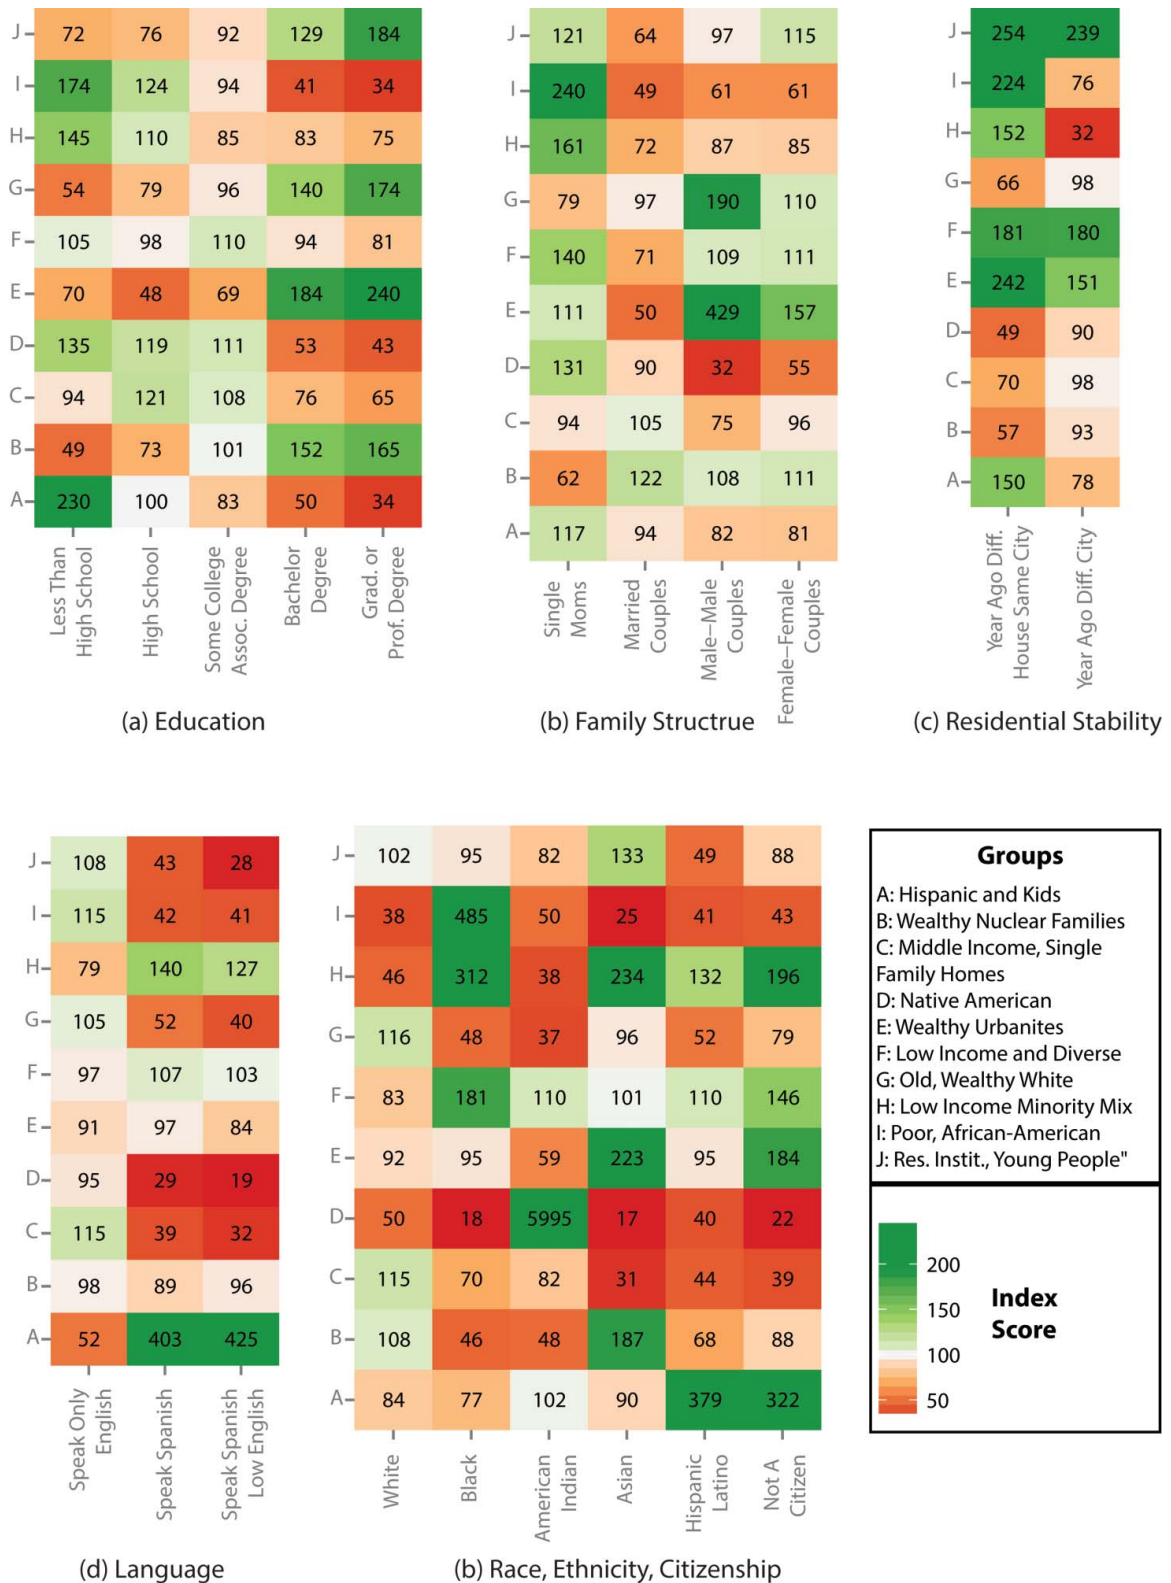 J 72 76 92 129 184
I 174 124 94 41 34
H 145 110 85 83 75
G 54 79 96 140 174
F 105 98 110 94 81
E 70 48 69 184 240
D 135 119 111 53 43
C 94 121 108 76 65
B 49 73 101 152 165
A 230 100 83 50 34
Less Than
High School
High School
Some College
Assoc. Degree
Bachelor
Degree
Grad. or
Prof. Degree
(a) Education
J 121 64 97 115
I 240 49 61 61
H 161 72 87 85
G 79 97 190 110
F 140 71 109 111
E 111 50 429 157
D 131 90 32 55
C 94 105 75 96
B 62 122 108 111
A 117 94 82 81
Single
Moms
Married
Couples
Male−Male
Couples
Female−Female
Couples
(b) Family Structrue
J 254 239
I 224 76
H 152 32
G 66 98
F 181 180
E 242 151
D 49 90
C 70 98
B 57 93
A 150 78
Year Ago Diff.
House Same City
Year Ago Diff. City
(c) Residential Stability
J 108 43 28
I 115 42 41
H 79 140 127
G 105 52 40
F 97 107 103
E 91 97 84
D 95 29 19
C 115 39 32
B 98 89 96
A 52 403 425
Speak Only
English
Speak Spanish
Speak Spanish
Low English
(d) Language
J 102 95 82 133 49 88
I 38 485 50 25 41 43
H 46 312 38 234 132 196
G 116 48 37 96 52 79
F 83 181 110 101 110 146
E 92 95 59 223 95 184
D 50 18 5995 17 40 22
C 115 70 82 31 44 39
B 108 46 48 187 68 88
A 84 77 102 90 379 322
White
Black
American
Indian
Asian
Hispanic
Latino
Not A
Citizen
(b) Race, Ethnicity, Citizenship
Groups
A: Hispanic and Kids
B: Wealthy Nuclear Families
C: Middle Income, Single
Family Homes
D: Native American
E: Wealthy Urbanites
F: Low Income and Diverse
G: Old, Wealthy White
H: Low Income Minority Mix
I: Poor, African-American
J: Res. Instit., Young People"
200
150
100
50
Index
Score